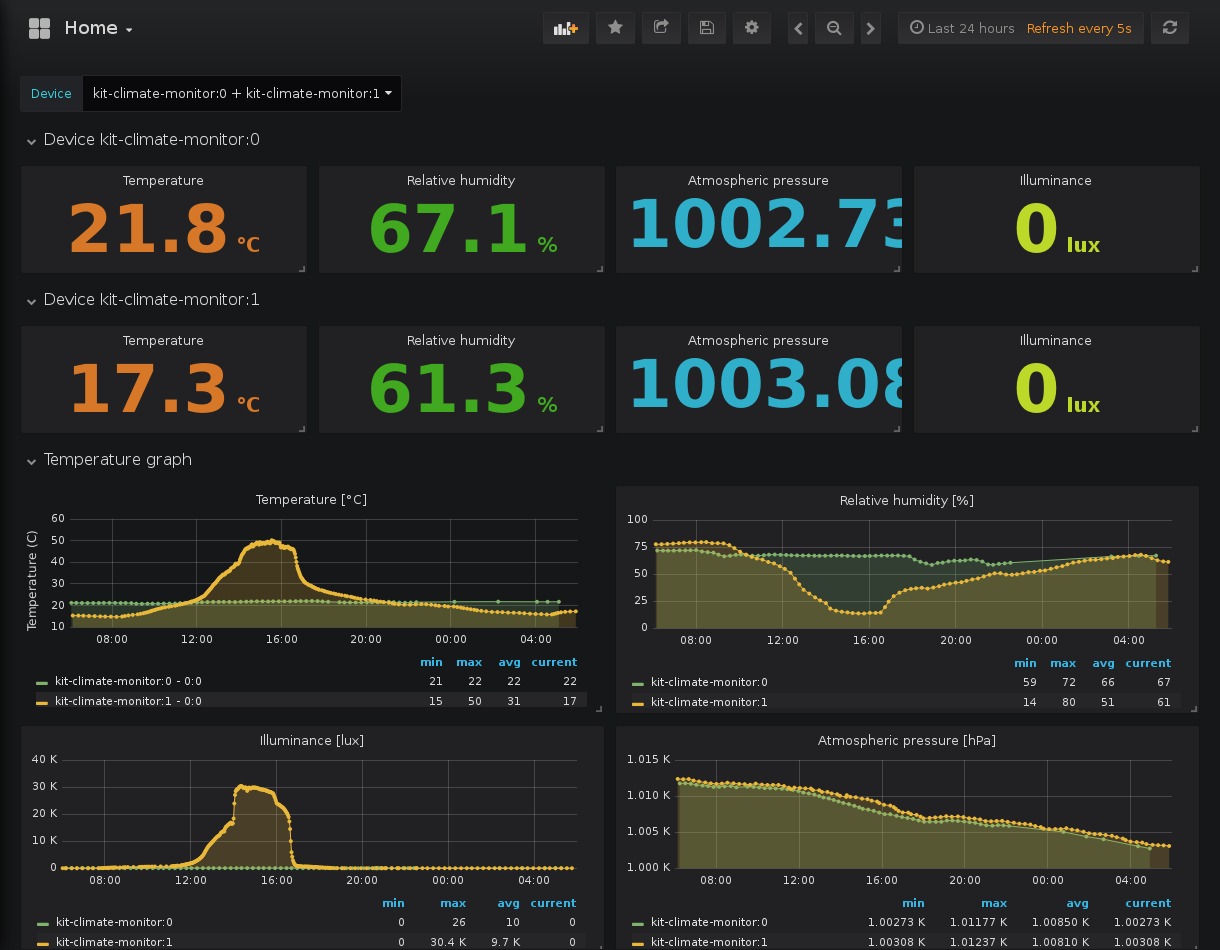 Home
Last 24 hours Refresh every 5s
Device kit-climate-monitor:0 + kit-climate-monitor:1
Device kit-climate-monitor:0
Temperature Relative humidity Atmospheric pressure Illuminance
21.8 °C 67.1 % 1002.73 0 lux
Device kit-climate-monitor:1
Temperature Relative humidity Atmospheric pressure Illuminance
17.3 °C 61.3 % 1003.08 0 lux
Temperature graph
Temperature [°C]
Temperature (C)
60
50
40
30
20
10
08:00 12:00 16:00 20:00 00:00 04:00
min max avg current
kit-climate-monitor:0 - 0:0 21 22 22 22
kit-climate-monitor:1 - 0:0 15 50 31 17
Relative humidity [%]
100
75
50
25
0
08:00 12:00 16:00 20:00 00:00 04:00
min max avg current
kit-climate-monitor:0 59 72 66 67
kit-climate-monitor:1 14 80 51 61
Illuminance [lux]
40 K
30 K
20 K
10 K
0
08:00 12:00 16:00 20:00 00:00 04:00
min max avg current
kit-climate-monitor:0 0 26 10 0
kit-climate-monitor:1 0 30.4 K 9.7 K 0
Atmospheric pressure [hPa]
1.015 K
1.010 K
1.005 K
1.000 K
08:00 12:00 16:00 20:00 00:00 04:00
min max avg current
kit-climate-monitor:0 1.00273 K 1.01177 K 1.00850 K 1.00273 K
kit-climate-monitor:1 1.00308 K 1.01237 K 1.00810 K 1.00308 K